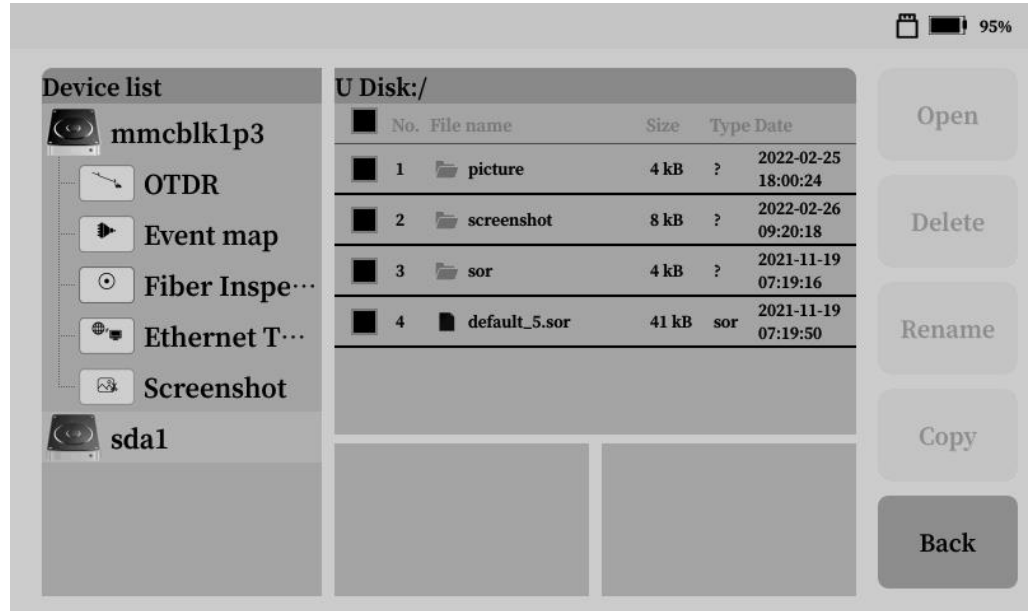 95%
Device list
mmcblk1p3
OTDR
Event map
Fiber Inspe···
Ethernet T···
Screenshot
sda1
U Disk:/
No. File name Size Type Date
1 picture 4 kB ? 2022-02-25
18:00:24
2 screenshot 8 kB ? 2022-02-26
09:20:18
3 sor 4 kB ? 2021-11-19
07:19:16
4 default_5.sor 41 kB sor 2021-11-19
07:19:50
Open
Delete
Rename
Copy
Back